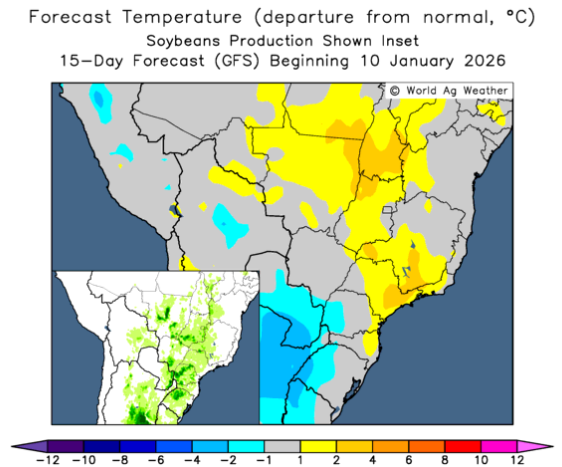 Forecast Temperature (departure from normal, °C)
Soybeans Production Shown Inset
15-Day Forecast (GFS) Beginning 10 January 2026
© World Ag Weather
-12 -10 -8 -6 -4 -2 -1 1 2 4 6 8 10 12